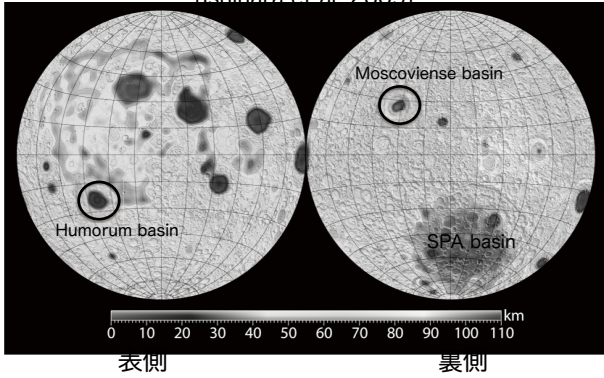 Moscoviense basin
Humorum basin
SPA basin
km
0 10 20 30 40 50 60 70 80 90 100 110
表側 裏側